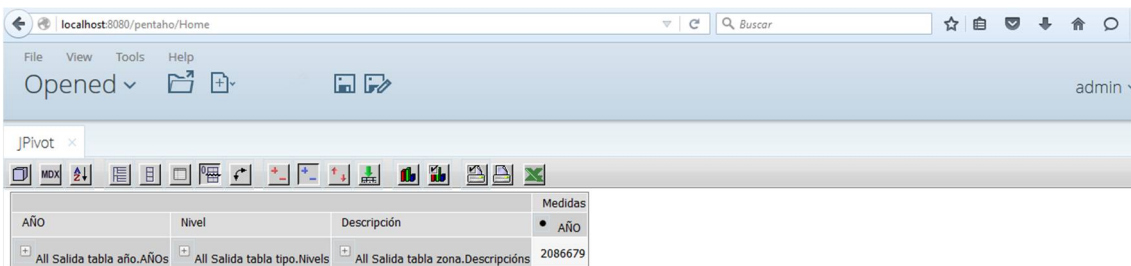 localhost:8080/pentaho/Home
Buscar
File View Tools Help
Opened
admin
JPivot
MDX
Medidas
AÑO Nivel Descripción AÑO
All Salida tabla año.AÑOs All Salida tabla tipo.Nivels All Salida tabla zona.Descripcións 2086679